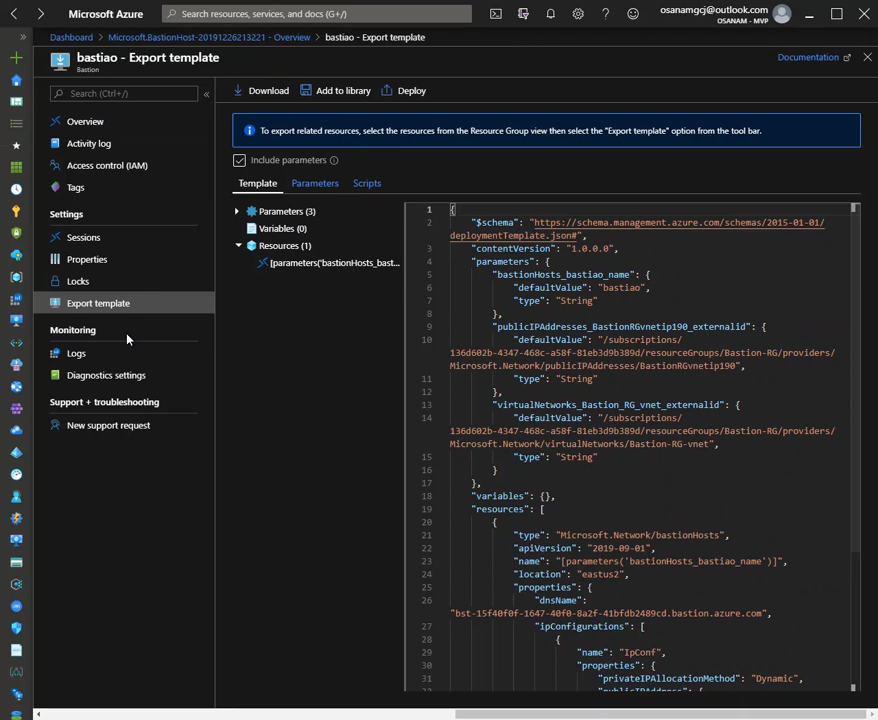 Microsoft Azure
Search resources, services, and docs (G+/)
osanamgcj@outlook.com
OSANAM - MVP
Dashboard > Microsoft.BastionHost-20191226213221 - Overview > bastiao - Export template
bastiao - Export template
Bastion
Documentation
Search (Ctrl+/)
Overview
Activity log
Access control (IAM)
Tags
Settings
Sessions
Properties
Locks
Export template
Monitoring
Logs
Diagnostics settings
Support + troubleshooting
New support request
Download
Add to library
Deploy
To export related resources, select the resources from the Resource Group view then select the "Export template" option from the tool bar.
Include parameters
Template
Parameters
Scripts
Parameters (3)
Variables (0)
Resources (1)
[parameters('bastionHosts_bast...
1 {
2 "$schema": "https://schema.management.azure.com/schemas/2015-01-01/
deploymentTemplate.json#",
3 "contentVersion": "1.0.0.0",
4 "parameters": {
5 "bastionHosts_bastiao_name": {
6 "defaultValue": "bastiao",
7 "type": "String"
8 },
9 "publicIPAddresses_BastionRGvnetip190_externalid": {
10 "defaultValue": "/subscriptions/
136d602b-4347-468c-a58f-81eb3d9b389d/resourceGroups/Bastion-RG/providers/
Microsoft.Network/publicIPAddresses/BastionRGvnetip190",
11 "type": "String"
12 },
13 "virtualNetworks_Bastion_RG_vnet_externalid": {
14 "defaultValue": "/subscriptions/
136d602b-4347-468c-a58f-81eb3d9b389d/resourceGroups/Bastion-RG/providers/
Microsoft.Network/virtualNetworks/Bastion-RG-vnet",
15 "type": "String"
16 }
17 },
18 "variables": {},
19 "resources": [
20 {
21 "type": "Microsoft.Network/bastionHosts",
22 "apiVersion": "2019-09-01",
23 "name": "[parameters('bastionHosts_bastiao_name')]",
24 "location": "eastus2",
25 "properties": {
26 "dnsName":
"bst-15f40f0f-1647-40f0-8a2f-41bfdb2489cd.bastion.azure.com",
27 "ipConfigurations": [
28 {
29 "name": "IpConf",
30 "properties": {
31 "privateIPAllocationMethod": "Dynamic",
32 "publicIPAddress": {